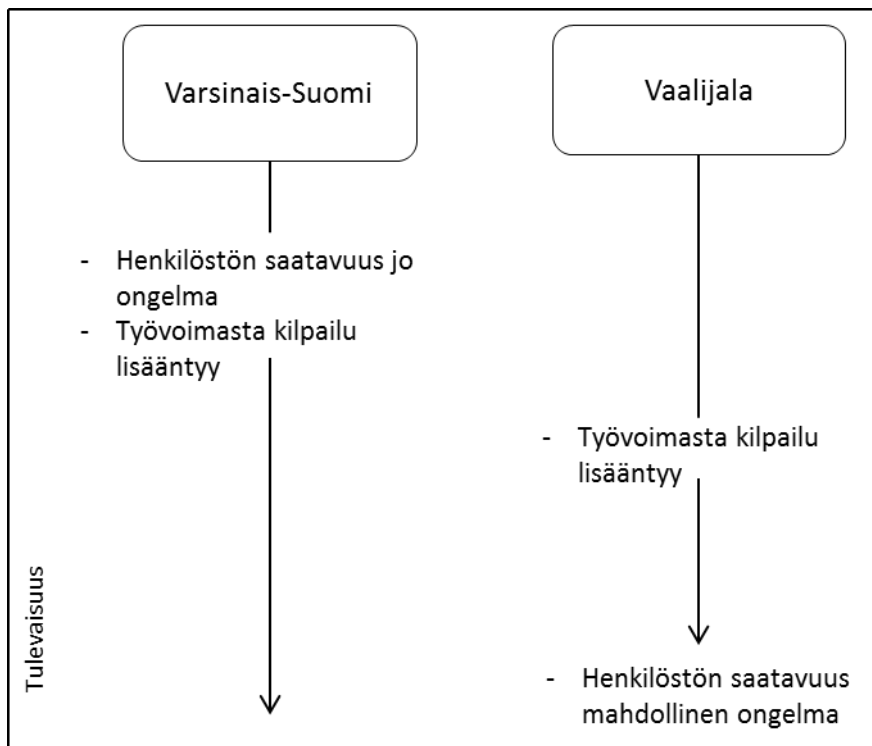 Varsinais-Suomi
- Henkilöstön saatavuus jo
ongelma
- Työvoimasta kilpailu
lisääntyy
Vaalijala
- Työvoimasta kilpailu
lisääntyy
- Henkilöstön saatavuus
mahdollinen ongelma
Tulevaisuus